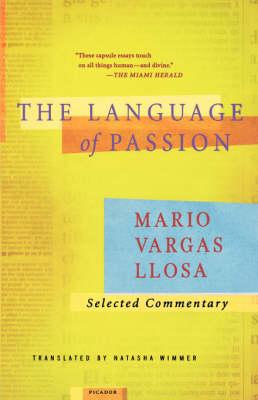 "These capsule essays touch
on all things human—and divine."
—THE MIAMI HERALD
THE LANGUAGE
of PASSION
MARIO
VARGAS
LLOSA
Selected Commentary
TRANSLATED BY NATASHA WIMMER
PICADOR